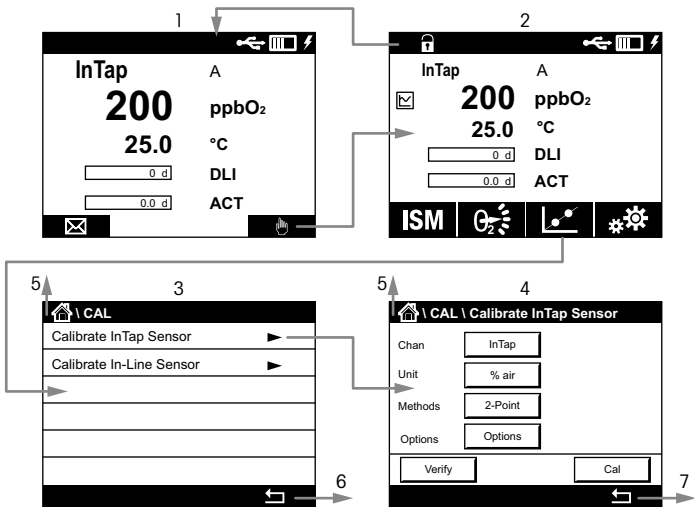 1
InTap A
200 ppbO₂
25.0 °C
0 d DLI
0.0 d ACT
2
InTap A
200 ppbO₂
25.0 °C
0 d DLI
0.0 d ACT
ISM O₂
5 3
\ CAL
Calibrate InTap Sensor
Calibrate In-Line Sensor
6
5 4
\ CAL \ Calibrate InTap Sensor
Chan InTap
Unit % air
Methods 2-Point
Options Options
Verify Cal
7